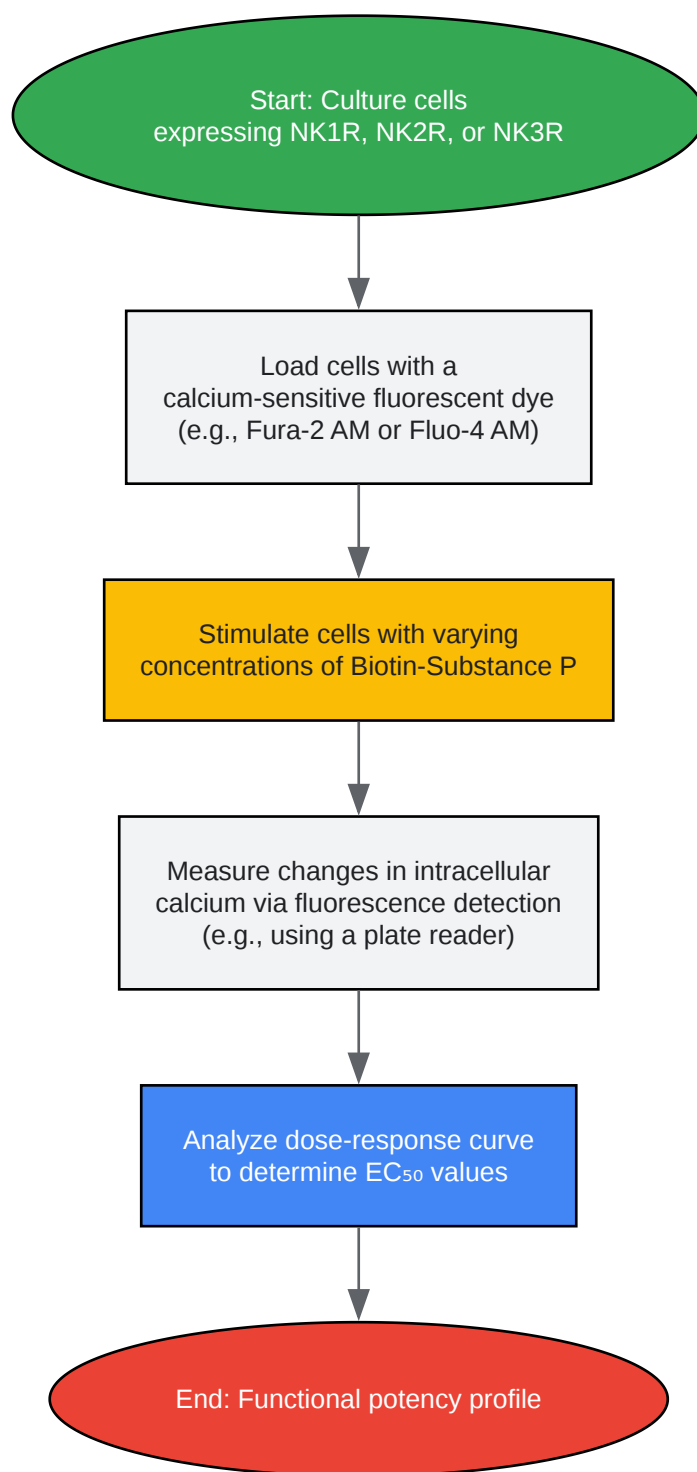 Start: Culture cells
expressing NK1R, NK2R, or NK3R
Load cells with a
calcium-sensitive fluorescent dye
(e.g., Fura-2 AM or Fluo-4 AM)
Stimulate cells with varying
concentrations of Biotin-Substance P
Measure changes in intracellular
calcium via fluorescence detection
(e.g., using a plate reader)
Analyze dose-response curve
to determine EC₅₀ values
End: Functional potency profile